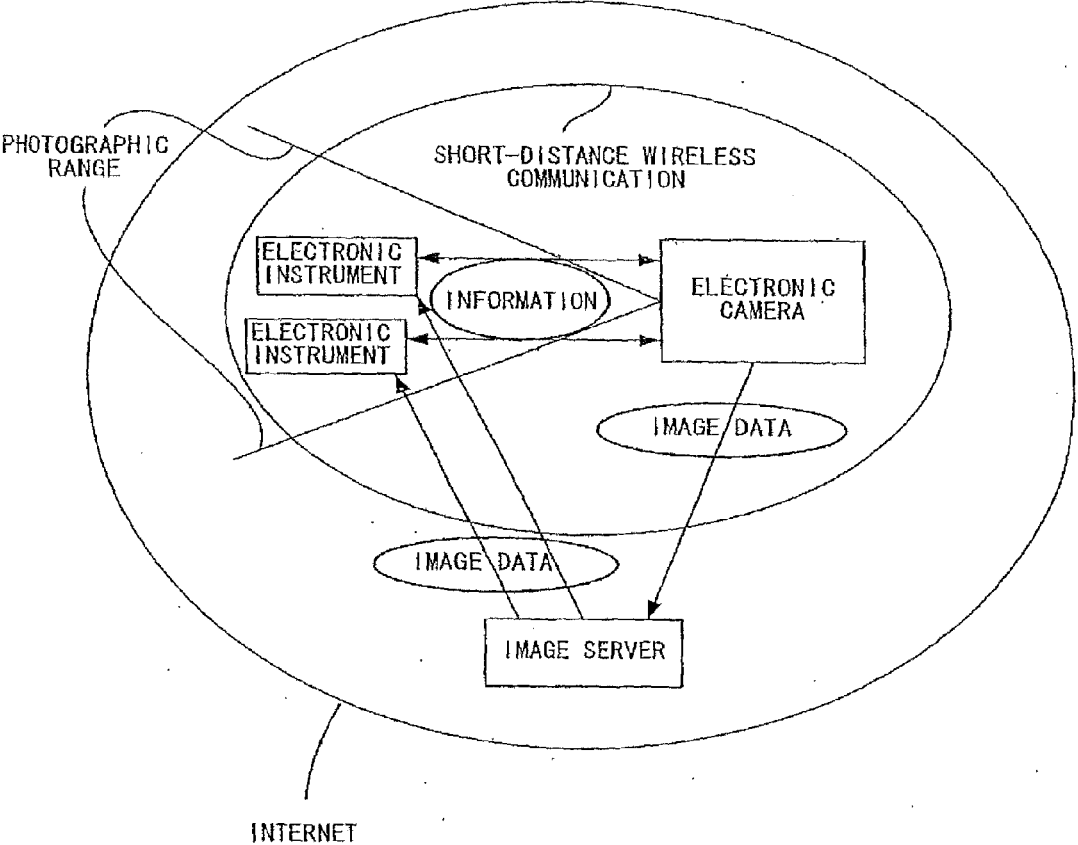 PHOTOGRAPHIC
RANGE
SHORT-DISTANCE WIRELESS
COMMUNICATION
ELECTRONIC
INSTRUMENT
INFORMATION
ELECTRONIC
CAMERA
ELECTRONIC
INSTRUMENT
IMAGE DATA
IMAGE DATA
IMAGE SERVER
INTERNET